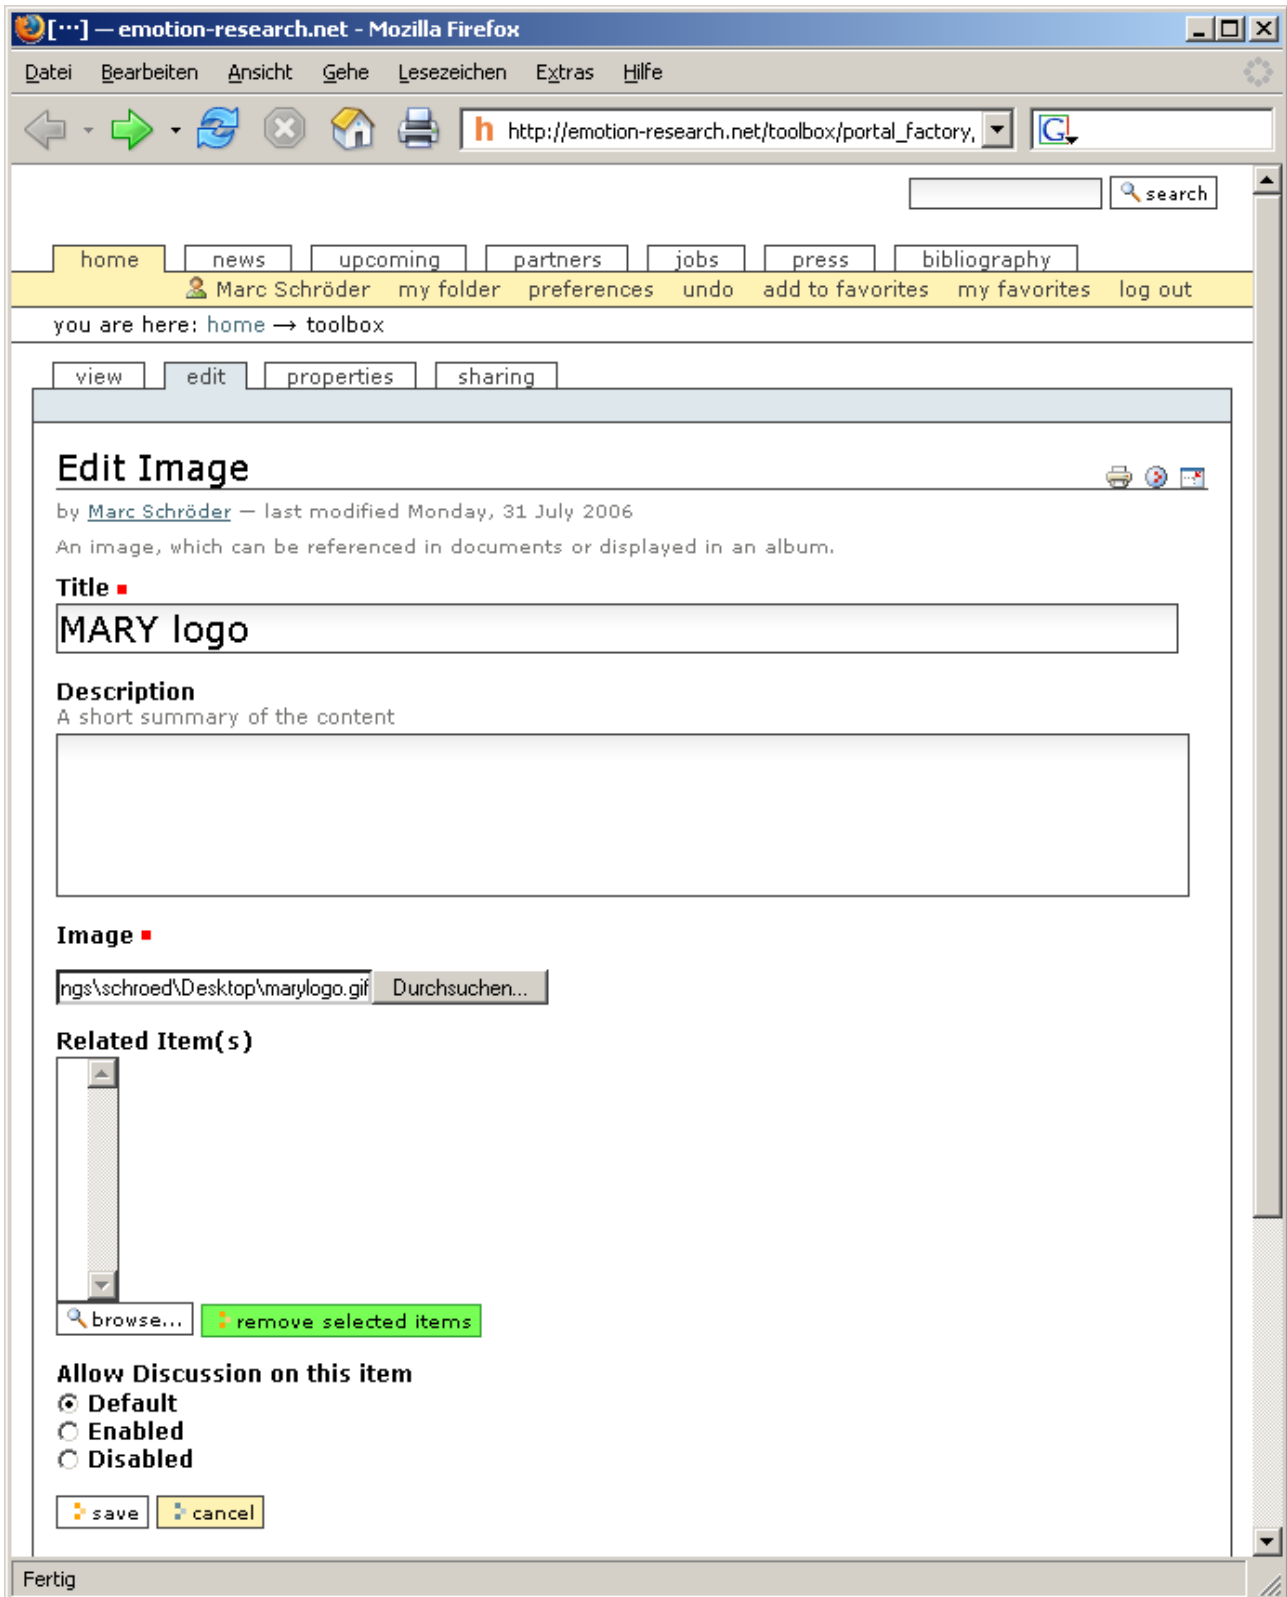 [···] — emotion-research.net - Mozilla Firefox
Datei Bearbeiten Ansicht Gehe Lesezeichen Extras Hilfe
http://emotion-research.net/toolbox/portal_factory,
search
home news upcoming partners jobs press bibliography
Marc Schröder my folder preferences undo add to favorites my favorites log out
you are here: home → toolbox
view edit properties sharing
Edit Image
by Marc Schröder — last modified Monday, 31 July 2006
An image, which can be referenced in documents or displayed in an album.
Title
MARY logo
Description
A short summary of the content
Image
ngs\schroed\Desktop\marylogo.gif Durchsuchen...
Related Item(s)
browse... remove selected items
Allow Discussion on this item
Default
Enabled
Disabled
save cancel
Fertig